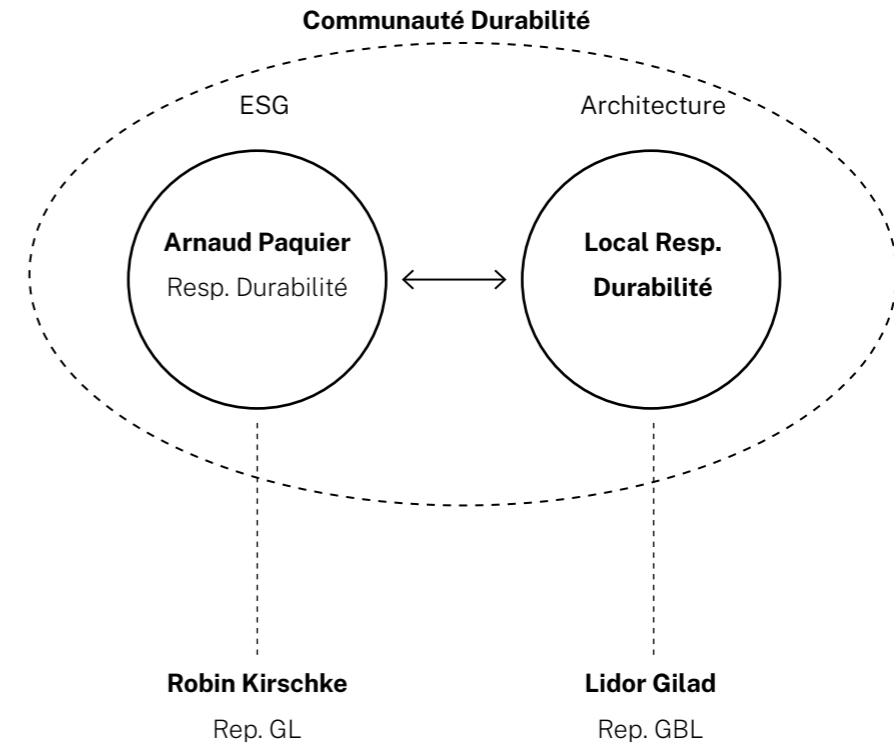 Communauté Durabilité
ESG
Architecture
Arnaud Paquier
Resp. Durabilité
Local Resp.
Durabilité
Robin Kirschke
Rep. GL
Lidor Gilad
Rep. GBL